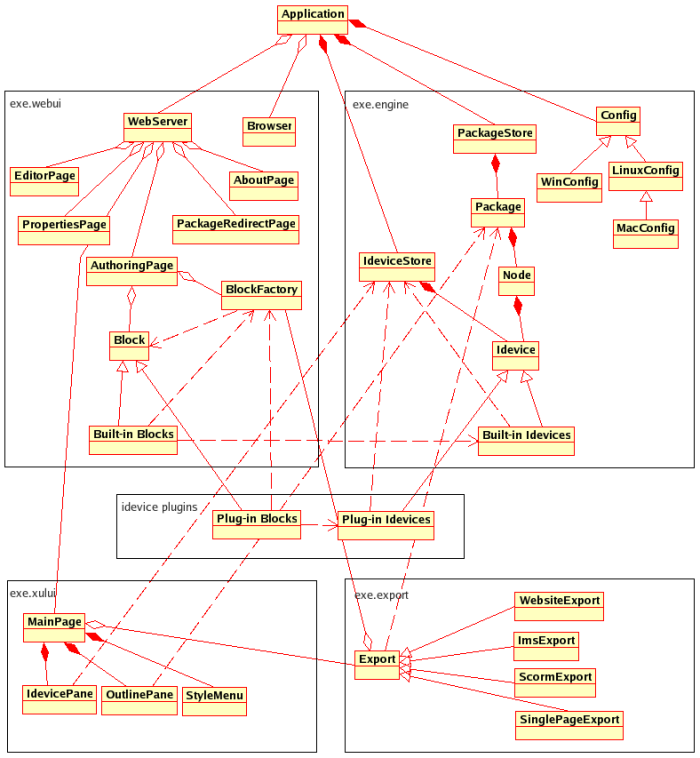 Application
exe.webui
exe.engine
WebServer
Browser
PackageStore
Config
EditorPage
AboutPage
WinConfig
LinuxConfig
PropertiesPage
PackageRedirectPage
Package
MacConfig
AuthoringPage
BlockFactory
IdeviceStore
Node
Block
Idevice
Built-in Blocks
Built-in Idevices
idevice plugins
Plug-in Blocks
Plug-in Idevices
exe.xului
exe.export
MainPage
WebsiteExport
ImsExport
Export
ScormExport
IdevicePane
OutlinePane
StyleMenu
SinglePageExport